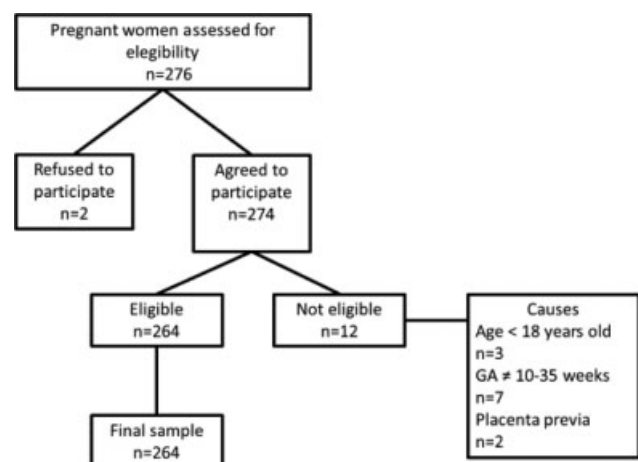 Pregnant women assessed for
elegibility
n=276
Refused to
participate
n=2
Agreed to
participate
n=274
Eligible
n=264
Not eligible
n=12
Causes
Age < 18 years old
n=3
GA ≠ 10-35 weeks
n=7
Placenta previa
n=2
Final sample
n=264